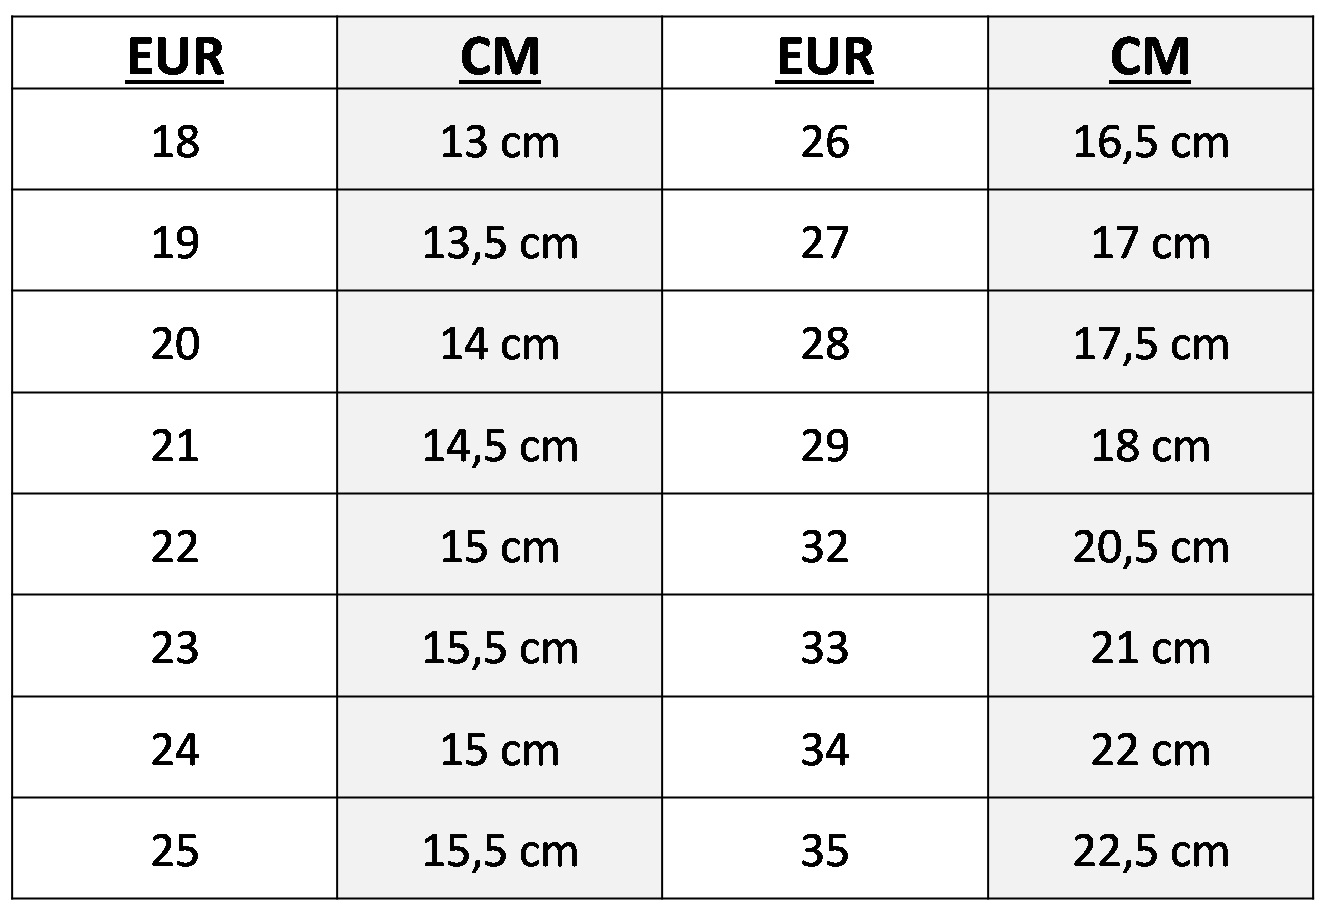 EUR CM EUR CM
18 13 cm 26 16,5 cm
19 13,5 cm 27 17 cm
20 14 cm 28 17,5 cm
21 14,5 cm 29 18 cm
22 15 cm 32 20,5 cm
23 15,5 cm 33 21 cm
24 15 cm 34 22 cm
25 15,5 cm 35 22,5 cm